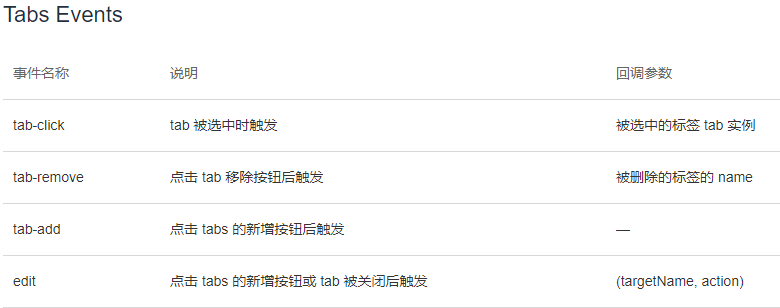 Tabs Events
事件名称 说明 回调参数
tab-click tab 被选中时触发 被选中的标签 tab 实例
tab-remove 点击 tab 移除按钮后触发 被删除的标签的 name
tab-add 点击 tabs 的新增按钮后触发 —
edit 点击 tabs 的新增按钮或 tab 被关闭后触发 (targetName, action)